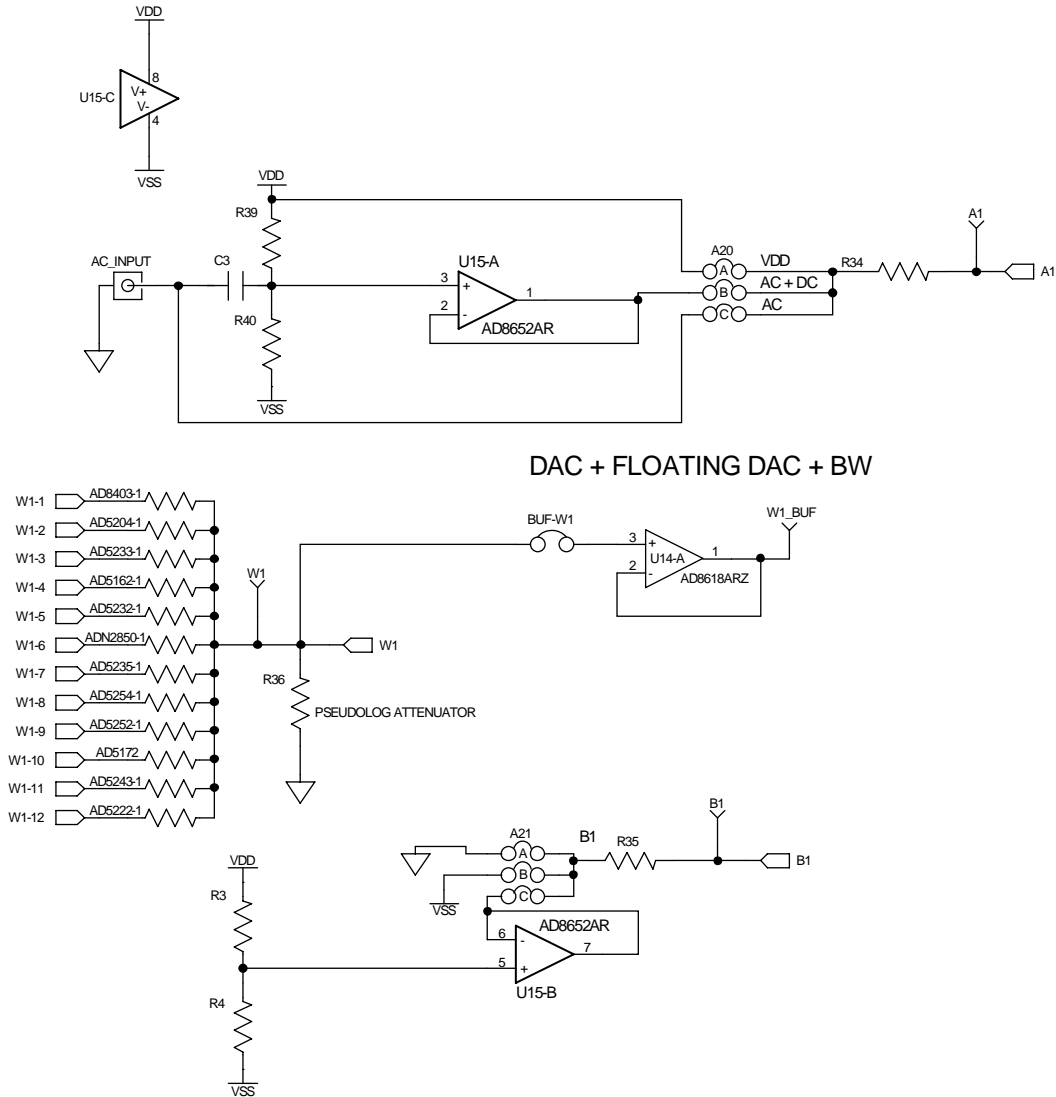 VDD
8
U15-C
V+
V-
4
VSS
VDD
R39
A1
A20
AC_INPUT
C3
U15-A
VDD
R34
A
3
+
1
B
AC + DC
A1
2
-
C
AC
R40
AD8652AR
VSS
DAC + FLOATING DAC + BW
W1-1
AD8403-1
W1-2
AD5204-1
W1-3
AD5233-1
W1-4
AD5162-1
W1-5
AD5232-1
W1-6
ADN2850-1
W1-7
AD5235-1
W1-8
AD5254-1
W1-9
AD5252-1
W1-10
AD5172
W1-11
AD5243-1
W1-12
AD5222-1
W1
W1
R36
PSEUDOLOG ATTENUATOR
BUF-W1
3
+
U14-A
1
2
-
AD8618ARZ
W1_BUF
B1
A21
B1
R35
A
B
C
B1
VSS
VDD
R3
R4
VSS
AD8652AR
6
-
7
5
+
U15-B